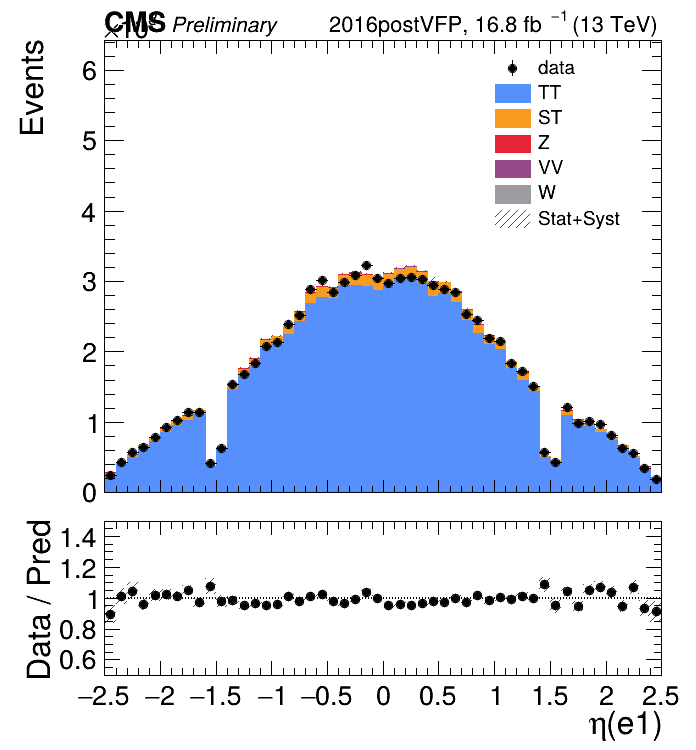 CMS Preliminary 2016postVFP, 16.8 fb⁻¹ (13 TeV)
Events
6
5
4
3
2
1
0
data
TT
ST
Z
VV
W
Stat+Syst
Data / Pred
1.4
1.2
1
0.8
0.6
−2.5 −2 −1.5 −1 −0.5 0 0.5 1 1.5 2 2.5
η(e1)